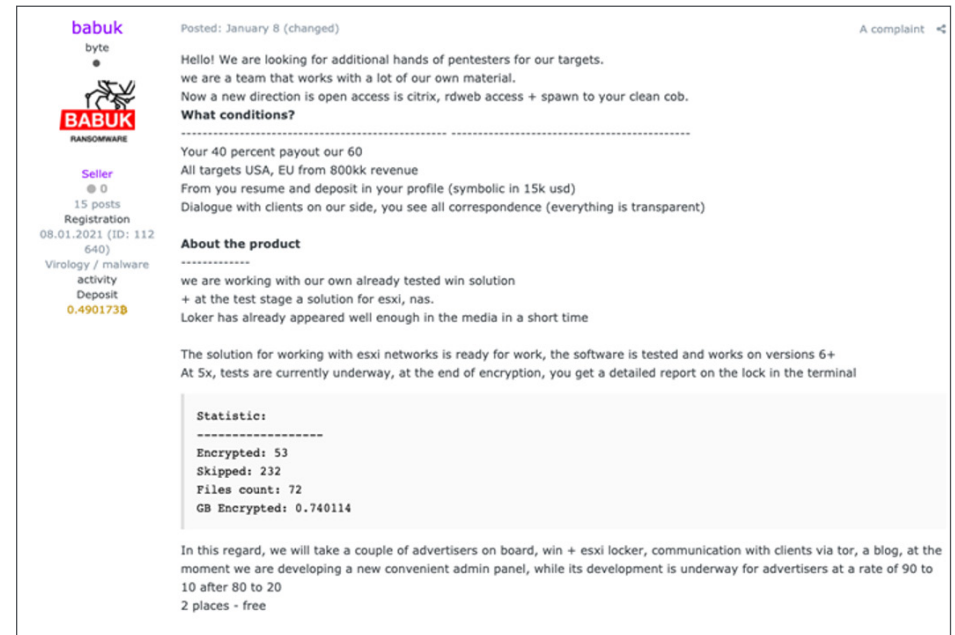 babuk
byte
BABUK
RANSOMWARE
Seller
0
15 posts
Registration
08.01.2021 (ID: 112
640)
Virology / malware
activity
Deposit
0.490173₿
Posted: January 8 (changed)
A complaint
Hello! We are looking for additional hands of pentesters for our targets.
we are a team that works with a lot of our own material.
Now a new direction is open access is citrix, rdweb access + spawn to your clean cob.
What conditions?
-------------------------------------------------- ---------------------------------------------
Your 40 percent payout our 60
All targets USA, EU from 800kk revenue
From you resume and deposit in your profile (symbolic in 15k usd)
Dialogue with clients on our side, you see all correspondence (everything is transparent)
About the product
-------------
we are working with our own already tested win solution
+ at the test stage a solution for esxi, nas.
Loker has already appeared well enough in the media in a short time
The solution for working with esxi networks is ready for work, the software is tested and works on versions 6+
At 5x, tests are currently underway, at the end of encryption, you get a detailed report on the lock in the terminal
Statistic:
------------------
Encrypted: 53
Skipped: 232
Files count: 72
GB Encrypted: 0.740114
In this regard, we will take a couple of advertisers on board, win + esxi locker, communication with clients via tor, a blog, at the
moment we are developing a new convenient admin panel, while its development is underway for advertisers at a rate of 90 to
10 after 80 to 20
2 places - free